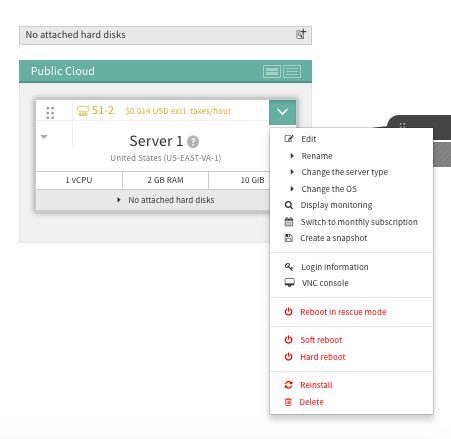 No attached hard disks
Public Cloud
S1-2 $0.014 USD excl. taxes/hour
SSD
Server 1 ?
United States (US-EAST-VA-1)
1 vCPU 2 GB RAM 10 GiB
No attached hard disks
Edit
Rename
Change the server type
Change the OS
Display monitoring
Switch to monthly subscription
Create a snapshot
Login information
VNC console
Reboot in rescue mode
Soft reboot
Hard reboot
Reinstall
Delete